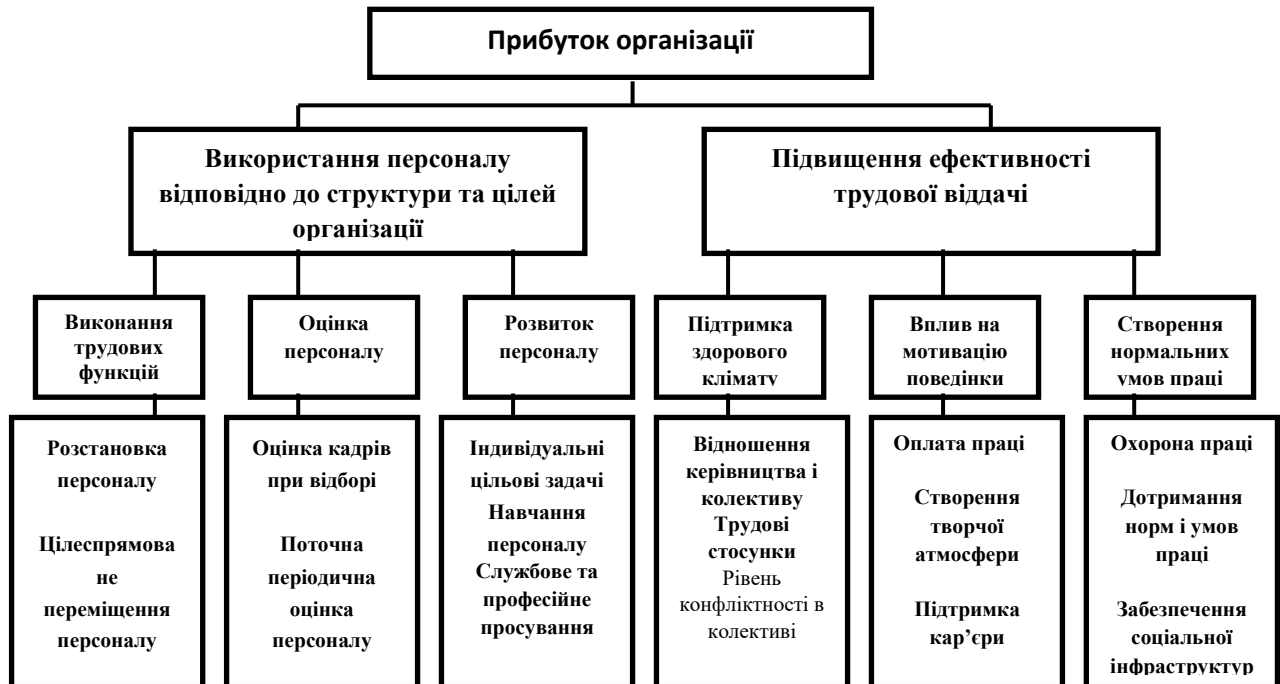 Прибуток організації
Використання персоналу
відповідно до структури та цілей
організації
Підвищення ефективності
трудової віддачі
Виконання
трудових
функцій
Оцінка
персоналу
Розвиток
персоналу
Підтримка
здорового
клімату
Вплив на
мотивацію
поведінки
Створення
нормальних
умов праці
Розстановка
персоналу
Цілеспрямова
не
переміщення
персоналу
Оцінка кадрів
при відборі
Поточна
періодична
оцінка
персоналу
Індивідуальні
цільові задачі
Навчання
персоналу
Службове та
професійне
просування
Відношення
керівництва і
колективу
Трудові
стосунки
Рівень
конфліктності в
колективі
Оплата праці
Створення
творчої
атмосфери
Підтримка
кар’єри
Охорона праці
Дотримання
норм і умов
праці
Забезпечення
соціальної
інфраструктур